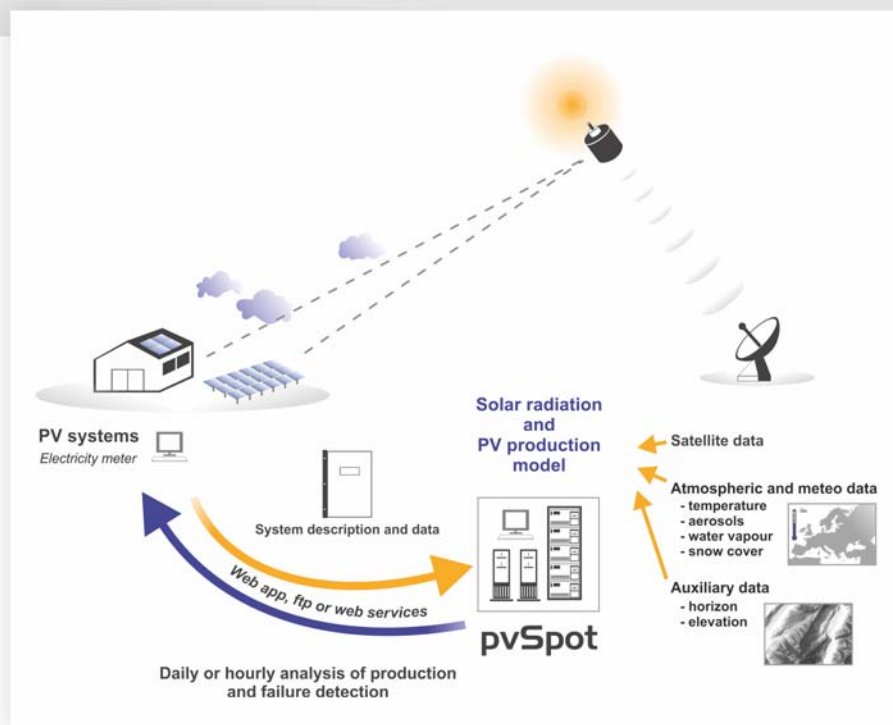 Solar radiation
and
PV production
model
PV systems
Electricity meter
System description and data
Web app, ftp or web services
pvSpot
Daily or hourly analysis of production
and failure detection
Satellite data
Atmospheric and meteo data
- temperature
- aerosols
- water vapour
- snow cover
Auxiliary data
- horizon
- elevation